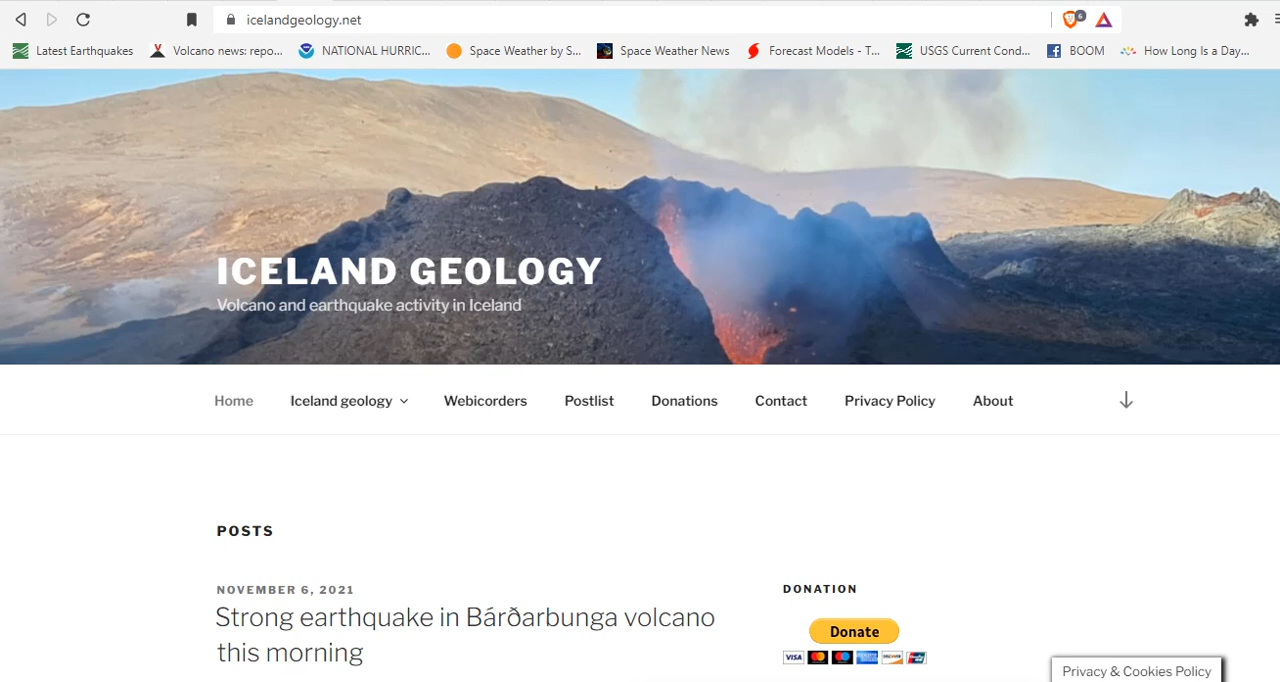 icelandgeology.net
6
Latest Earthquakes
Volcano news: repo...
NATIONAL HURRIC...
Space Weather by S...
Space Weather News
Forecast Models - T...
USGS Current Cond...
BOOM
How Long Is a Day...
ICELAND GEOLOGY
Volcano and earthquake activity in Iceland
Home
Iceland geology
Webicorders
Postlist
Donations
Contact
Privacy Policy
About
POSTS
NOVEMBER 6, 2021
Strong earthquake in Bárðarbunga volcano
this morning
DONATION
Donate
VISA
Privacy & Cookies Policy